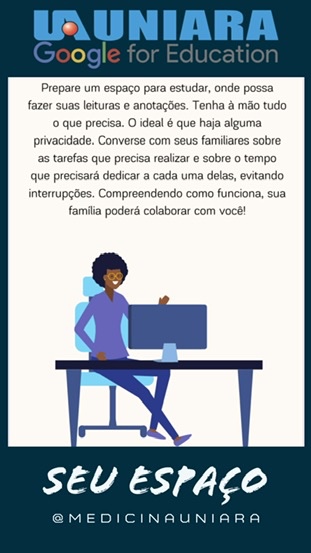 UNIARA
Google for Education
Prepare um espaço para estudar, onde possa
fazer suas leituras e anotações. Tenha à mão tudo
o que precisa. O ideal é que haja alguma
privacidade. Converse com seus familiares sobre
as tarefas que precisa realizar e sobre o tempo
que precisará dedicar a cada uma delas, evitando
interrupções. Compreendendo como funciona, sua
família poderá colaborar com você!
SEU ESPAÇO
@MEDICINAUNIARA